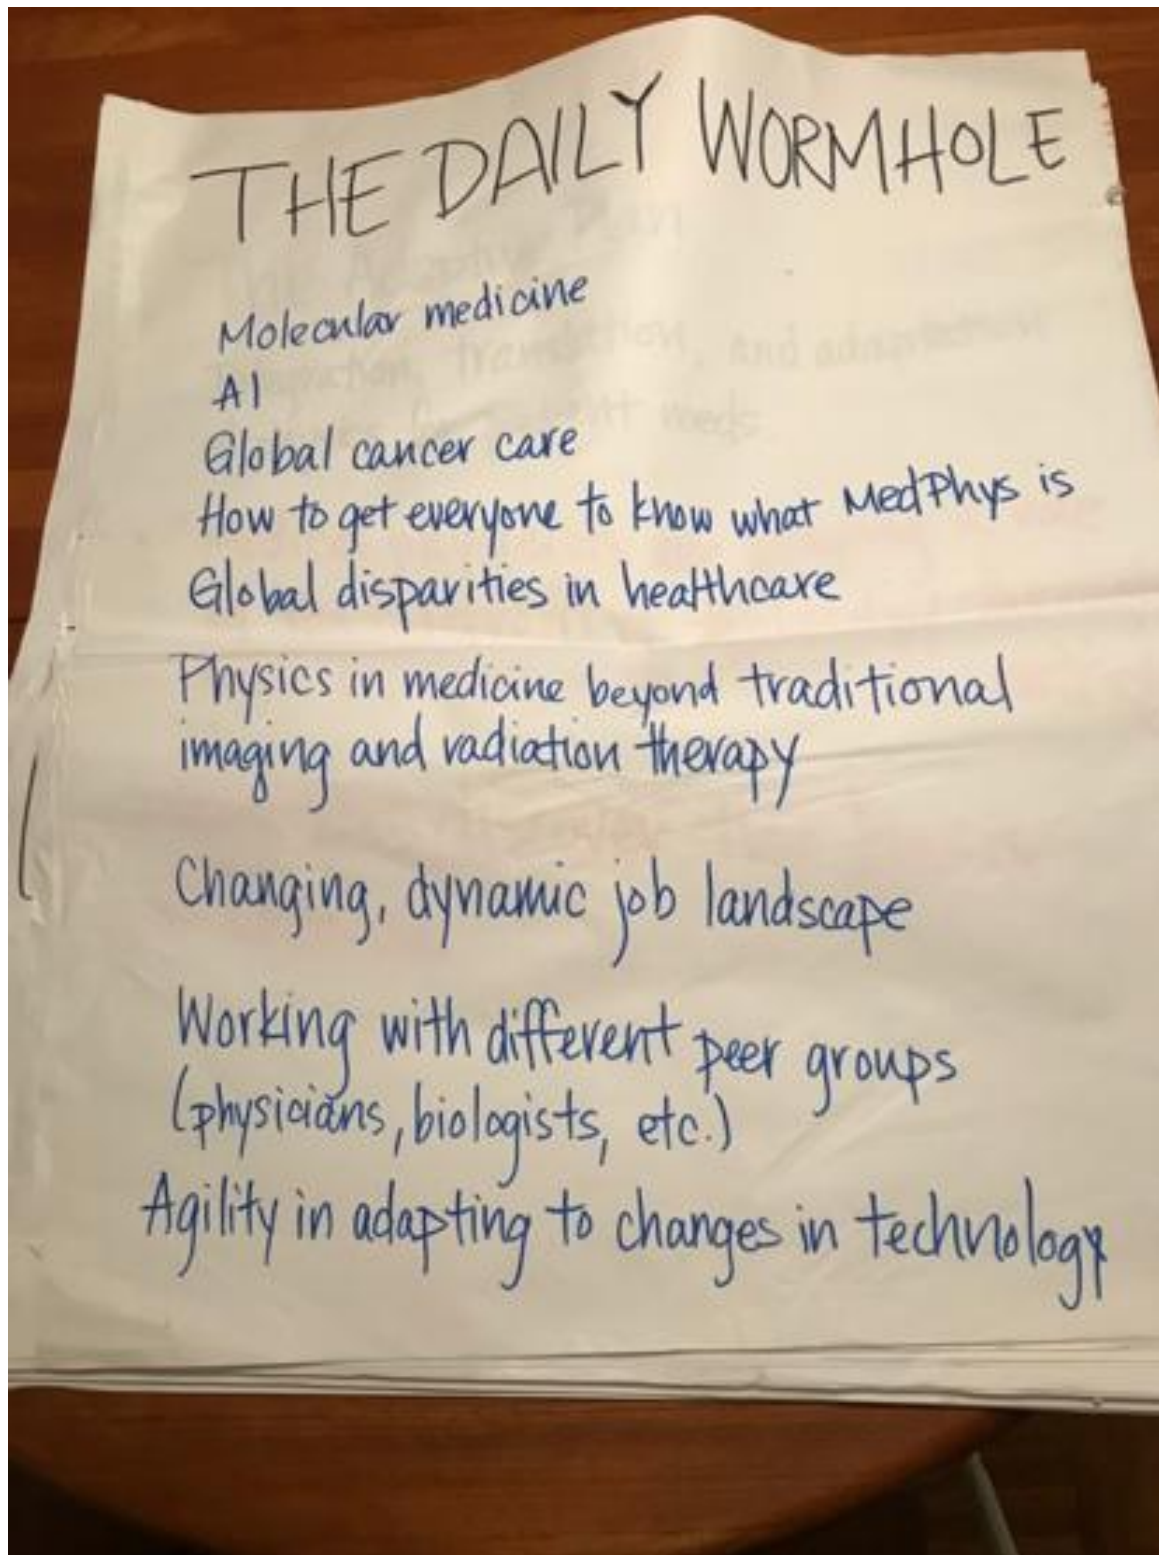 THE DAILY WORMHOLE
Molecular medicine
AI
Global cancer care
How to get everyone to know what MedPhys is
Global disparities in healthcare
Physics in medicine beyond traditional
imaging and radiation therapy
Changing, dynamic job landscape
Working with different peer groups
(physicians, biologists, etc.)
Agility in adapting to changes in technology